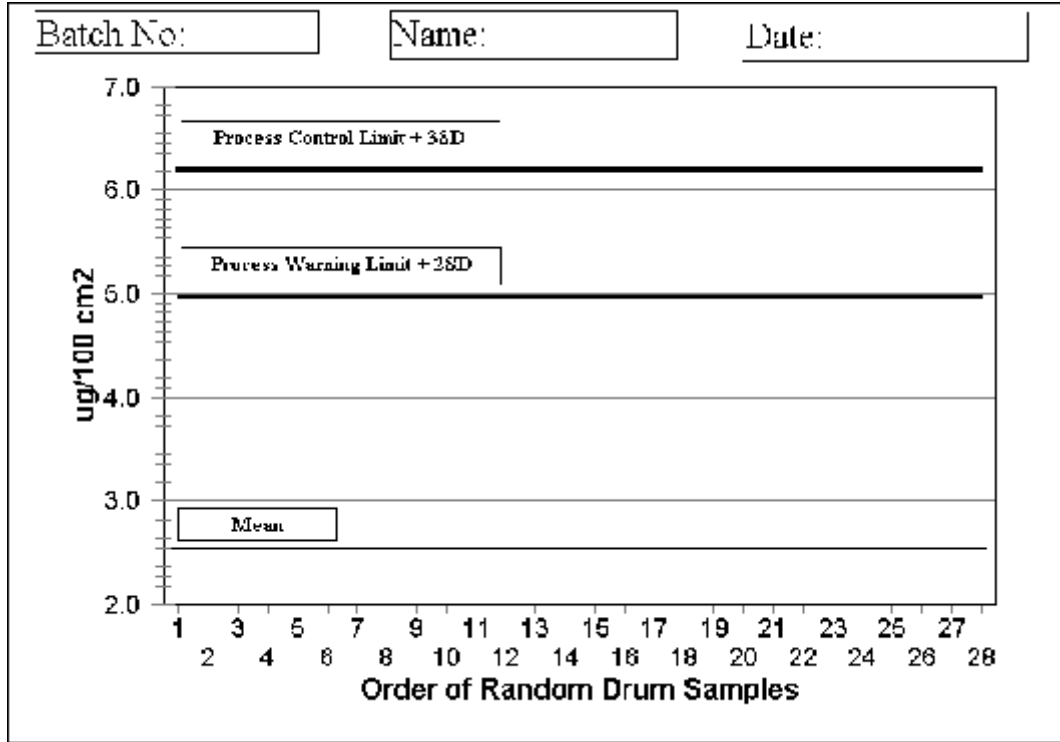 Batch No: Name: Date:
7.0
Process Control Limit + 3SD
6.0
Process Warning Limit + 2SD
5.0
ug/100 cm2
4.0
3.0
Mean
2.0
1 3 5 7 9 11 13 15 17 19 21 23 25 27
2 4 6 8 10 12 14 16 18 20 22 24 26 28
Order of Random Drum Samples